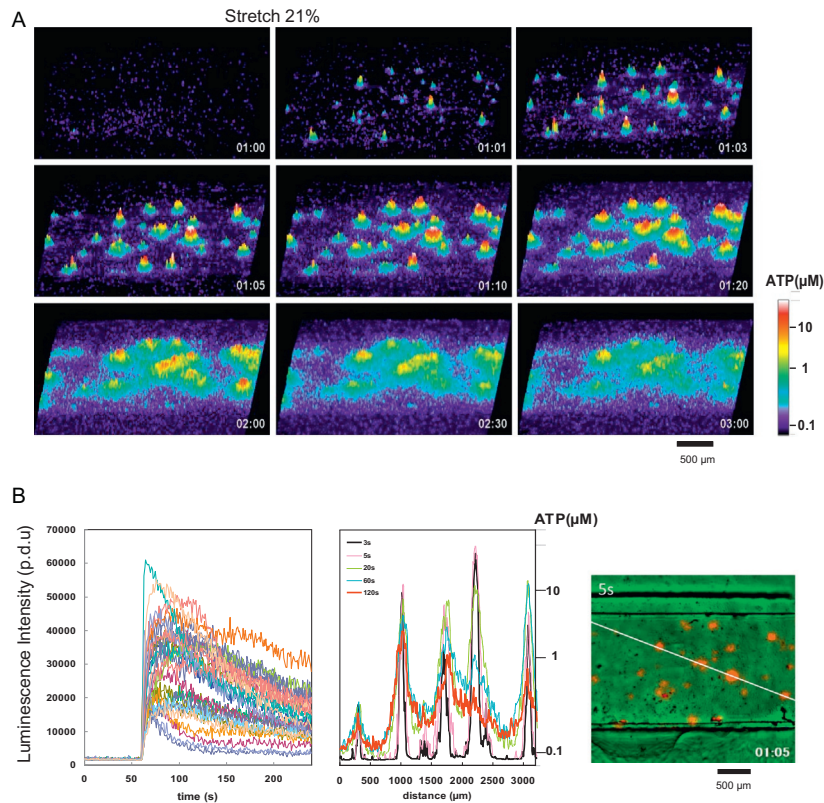 A
Stretch 21%
01:00
01:01
01:03
01:05
01:10
01:20
02:00
02:30
03:00
ATP(μM)
10
1
0.1
500 μm
B
Luminescence Intensity (p.d.u)
70000
60000
50000
40000
30000
20000
10000
0
0
50
100
150
200
time (s)
3s
5s
20s
60s
120s
ATP(μM)
10
1
0.1
0
500
1000
1500
2000
2500
3000
distance (μm)
5s
01:05
500 μm